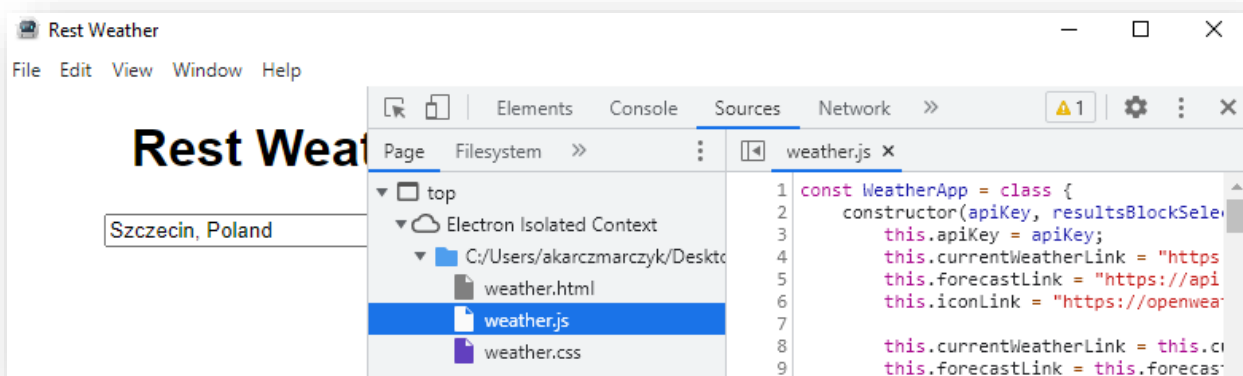 Rest Weather
File Edit View Window Help
Elements Console Sources Network » 1
Rest Weat
Page Filesystem » weather.js ×
top
Electron Isolated Context
C:/Users/akarczmarczyk/Deskto
weather.html
weather.js
weather.css
Szczecin, Poland
1 const WeatherApp = class {
2 constructor(apiKey, resultsBlockSele
3 this.apiKey = apiKey;
4 this.currentWeatherLink = "https
5 this.forecastLink = "https://api
6 this.iconLink = "https://openwea
7
8 this.currentWeatherLink = this.cu
9 this.forecastLink = this.forecas